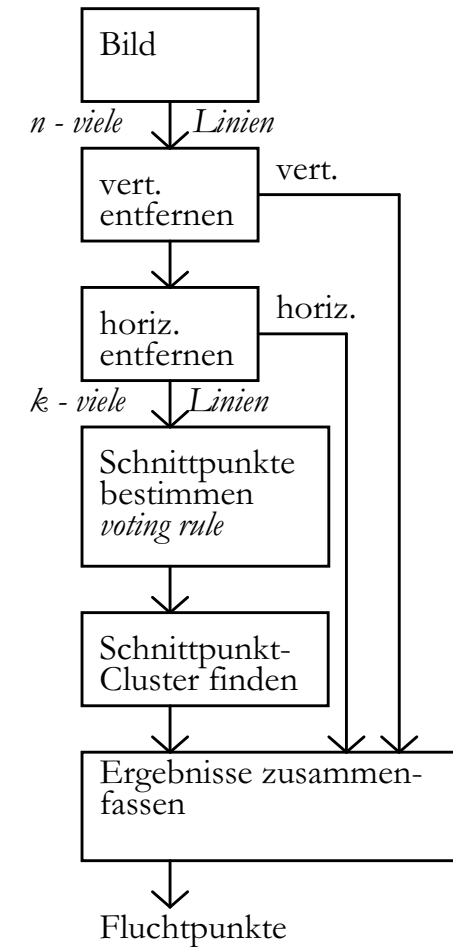 Bild
n - viele Linien
vert.
entfernen
vert.
horiz.
entfernen
horiz.
k - viele Linien
Schnittpunkte
bestimmen
voting rule
Schnittpunkt-
Cluster finden
Ergebnisse zusammen-
fassen
Fluchtpunkte